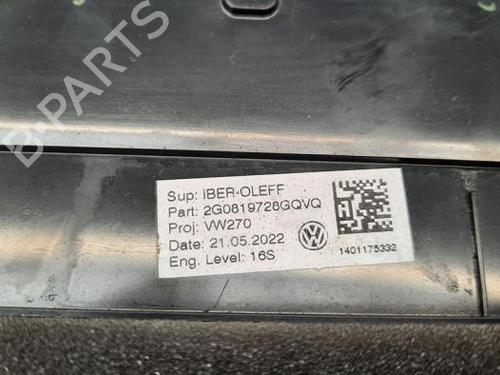 Sup: IBER-OLEFF
Part: 2G0819728GQVQ
Proj: VW270
Date: 21.05.2022
Eng. Level: 16S
1401175332
B-PARTS